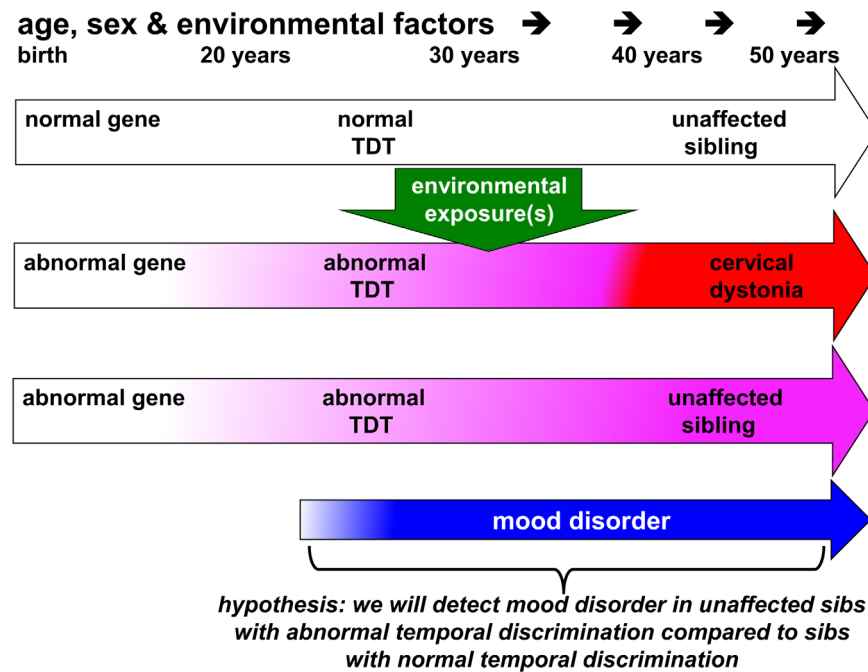 age, sex & environmental factors → → → →
birth 20 years 30 years 40 years 50 years
normal gene normal TDT unaffected sibling
environmental
exposure(s)
abnormal gene abnormal TDT cervical dystonia
abnormal gene abnormal TDT unaffected sibling
mood disorder
hypothesis: we will detect mood disorder in unaffected sibs
with abnormal temporal discrimination compared to sibs
with normal temporal discrimination